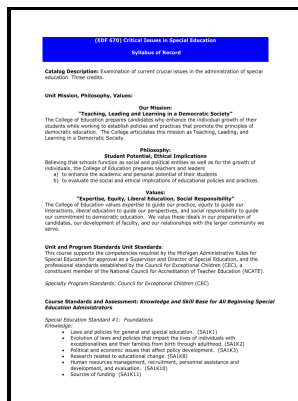 (EDF 670) Critical Issues in Special Education
Syllabus of Record
Catalog Description: Examination of current crucial issues in the administration of special
education. Three credits.
Unit Mission, Philosophy, Values:
Our Mission:
"Teaching, Leading and Learning in a Democratic Society"
The College of Education prepares candidates who enhance the individual growth of their
students while working to establish policies and practices that promote the principles of
democratic education. The College articulates this mission as Teaching, Leading, and
Learning in a Democratic Society.
Philosophy:
Student Potential, Ethical Implications
Believing that schools function as social and political entities as well as for the growth of
individuals, the College of Education prepares teachers and leaders
a) to enhance the academic and personal potential of their students
b) to evaluate the social and ethical implications of educational policies and practices.
Values:
"Expertise, Equity, Liberal Education, Social Responsibility"
The College of Education values expertise to guide our practice, equity to guide our
interactions, liberal education to guide our perspectives, and social responsibility to guide
our commitment to democratic education. We value these ideals in our preparation of
candidates, our development of faculty, and our relationships with the larger community we
serve.
Unit and Program Standards Unit Standards:
This course supports the competencies required by the Michigan Administrative Rules for
Special Education for approval as a Supervisor and Director of Special Education, and the
professional standards established by the Council for Exceptional Children (CEC), a
constituent member of the National Council for Accreditation of Teacher Education (NCATE).
Specialty Program Standards: Council for Exceptional Children (CEC)
Course Standards and Assessment: Knowledge and Skill Base for All Beginning Special
Education Administrators
Special Education Standard #1: Foundations
Knowledge:
• Laws and policies for general and special education. (SA1K1)
• Evolution of laws and policies that impact the lives of individuals with
exceptionalities and their families from birth through adulthood. (SA1K2)
• Political and economic issues that affect policy development. (SA1K3)
• Research related to educational change. (SA1K8)
• Human resources management, recruitment, personnel assistance and
development, and evaluation. (SA1K10)
• Sources of funding (SA1K11)